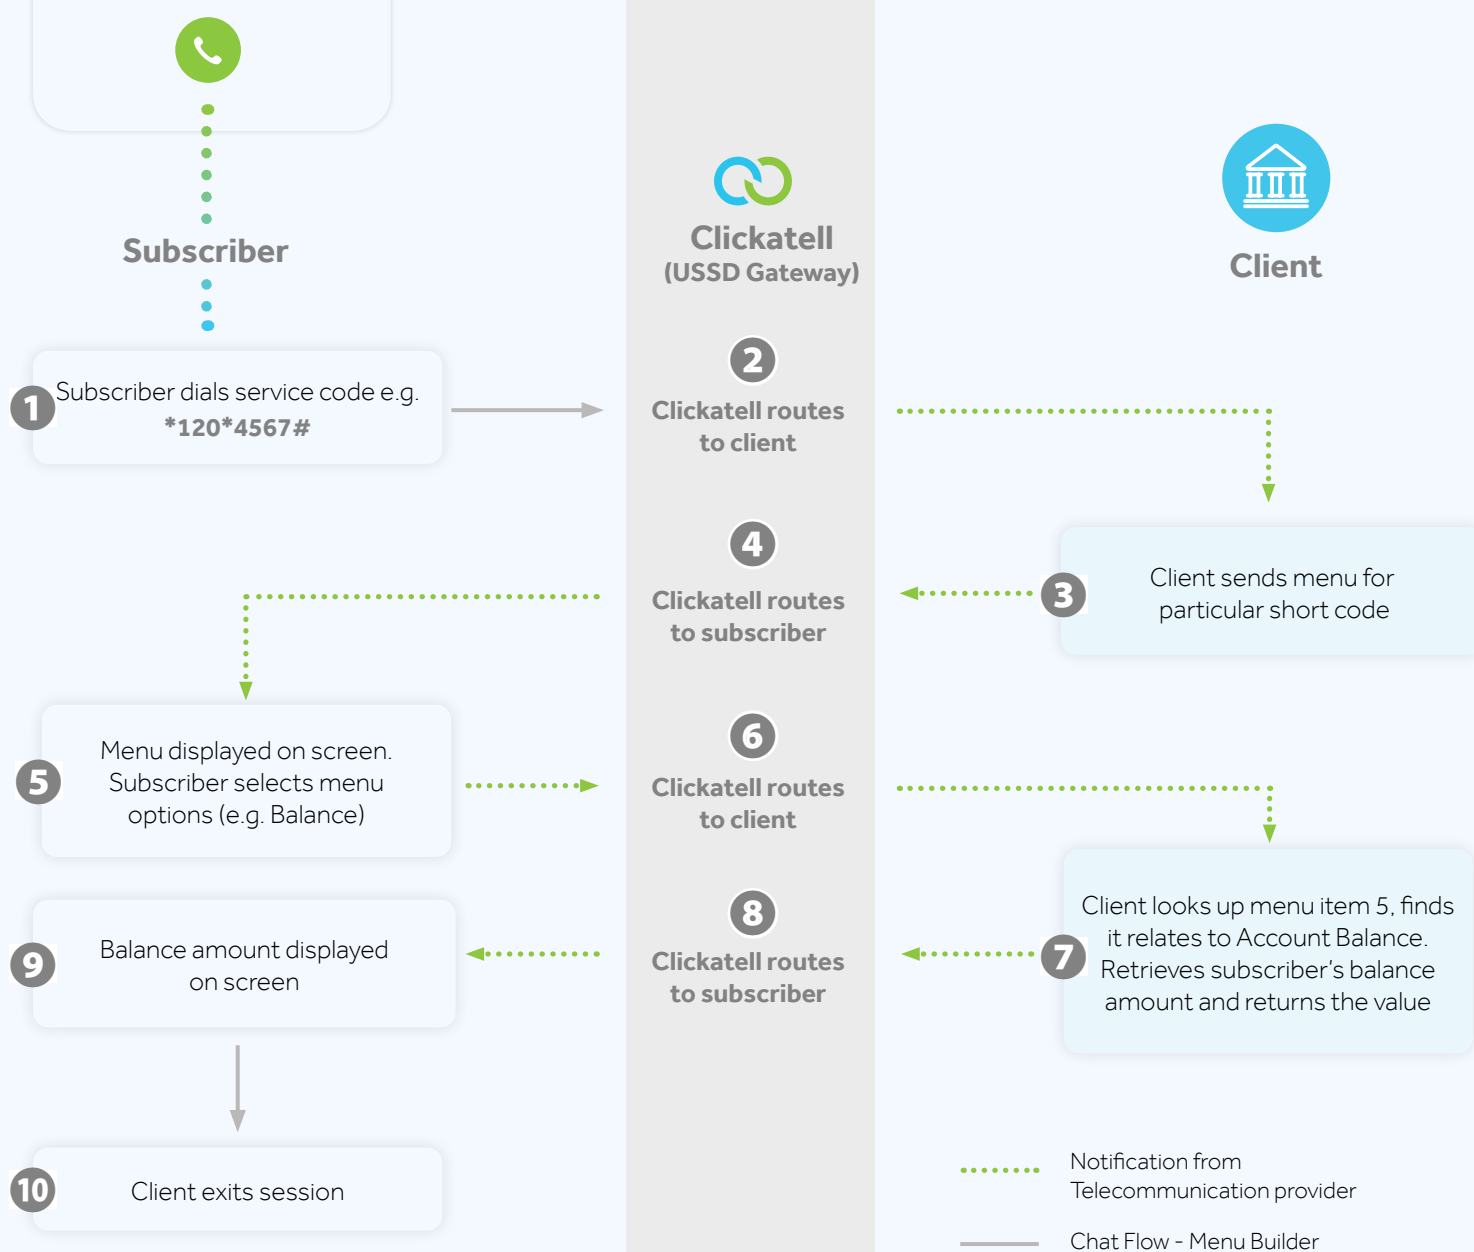 Subscriber
Clickatell
(USSD Gateway)
Client
1
Subscriber dials service code e.g.
*120*4567#
2
Clickatell routes
to client
3
Client sends menu for
particular short code
4
Clickatell routes
to subscriber
5
Menu displayed on screen.
Subscriber selects menu
options (e.g. Balance)
6
Clickatell routes
to client
7
Client looks up menu item 5, finds
it relates to Account Balance.
Retrieves subscriber's balance
amount and returns the value
8
Clickatell routes
to subscriber
9
Balance amount displayed
on screen
10
Client exits session
Notification from
Telecommunication provider
Chat Flow - Menu Builder